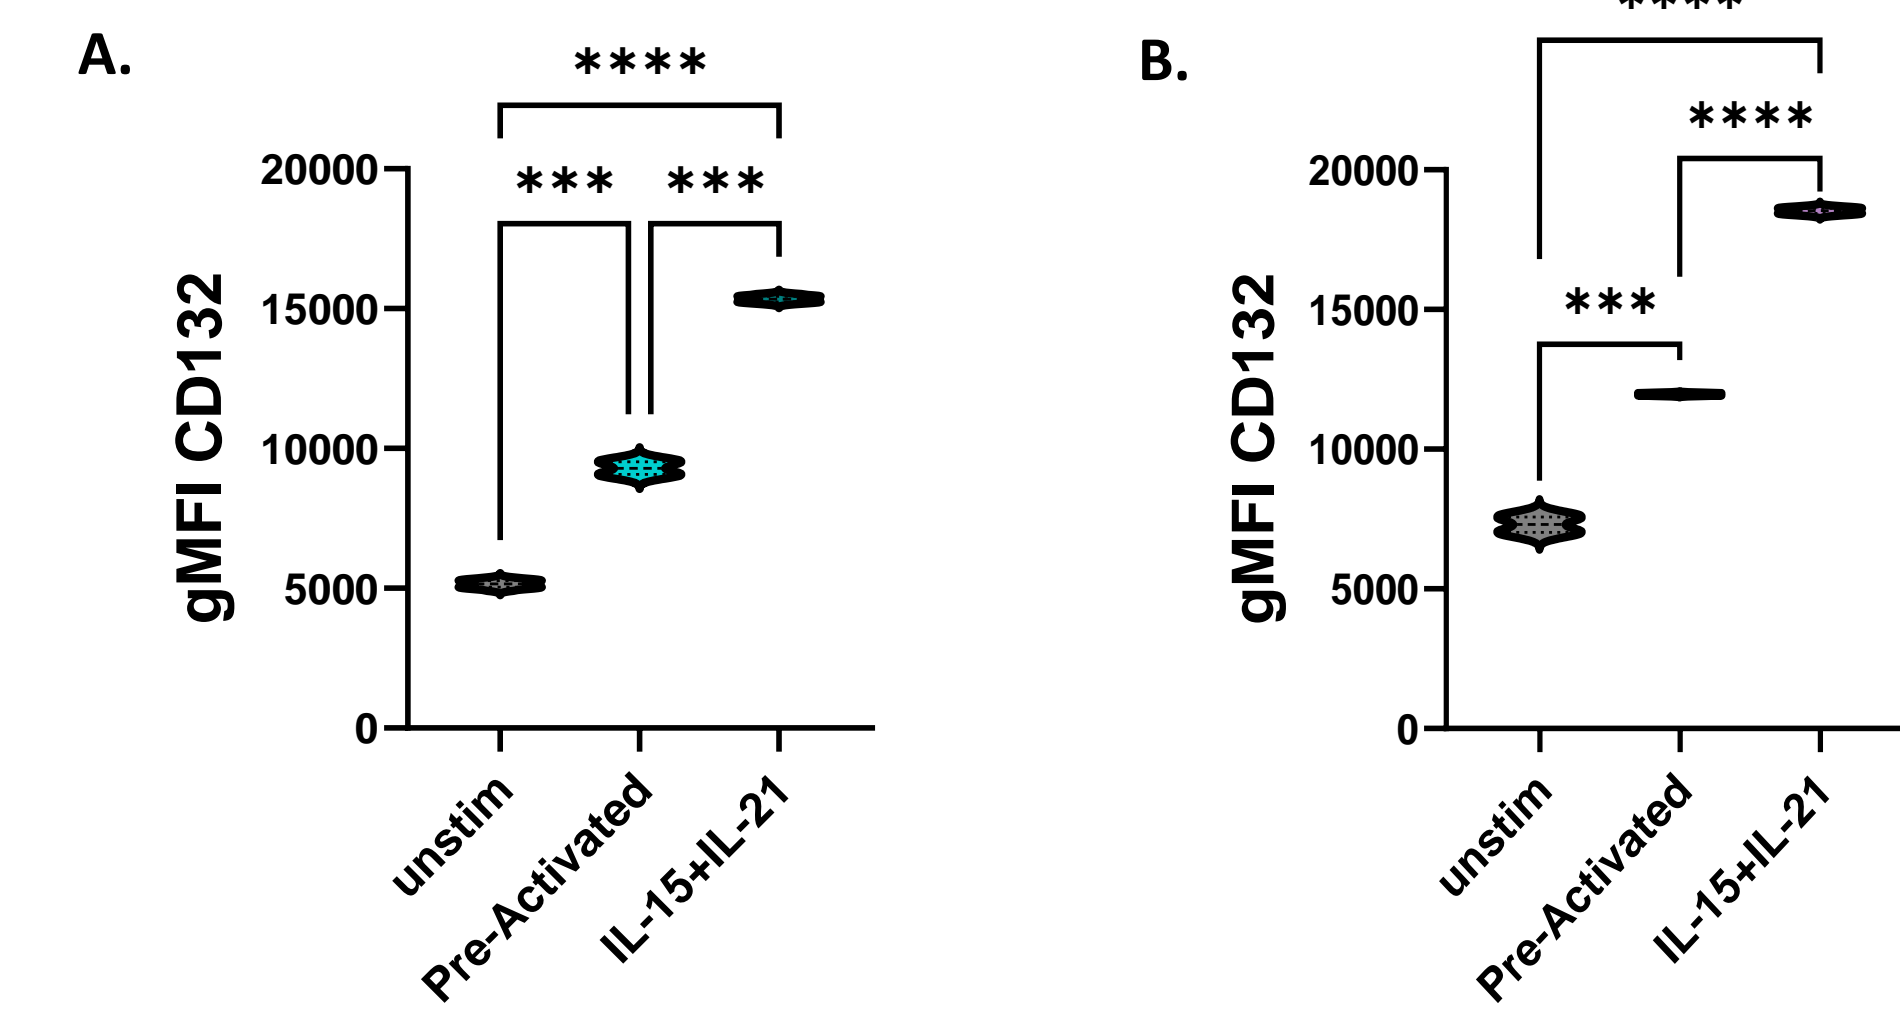 A.
****
*** ***
gMFI CD132
20000
15000
10000
5000
0
unstim
Pre-Activated
IL-15+IL-21
B.
****
****
***
gMFI CD132
20000
15000
10000
5000
0
unstim
Pre-Activated
IL-15+IL-21